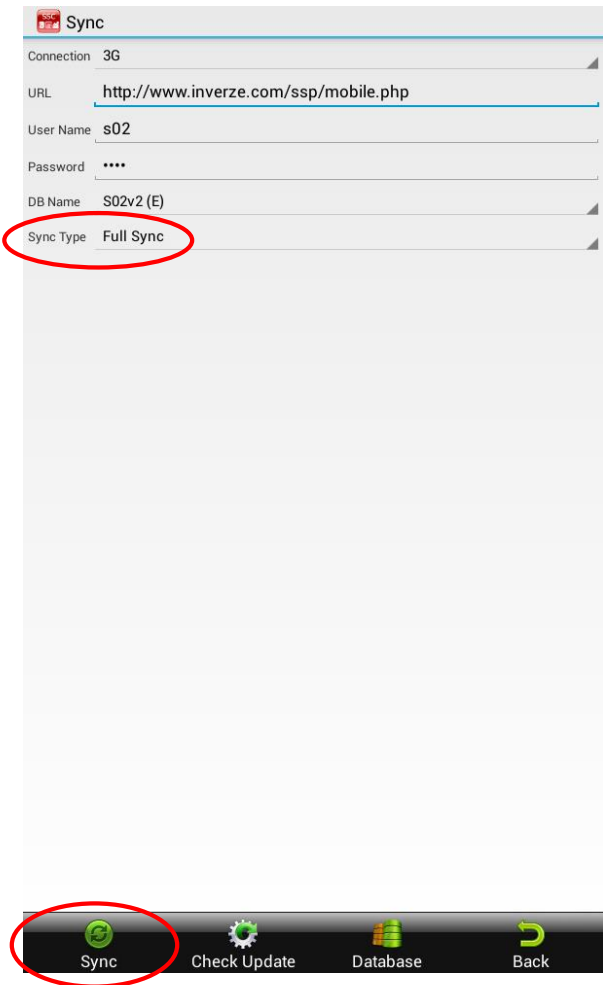 SSC
Sync
Connection 3G
URL http://www.inverze.com/ssp/mobile.php
User Name s02
Password ••••
DB Name S02v2 (E)
Sync Type Full Sync
Sync Check Update Database Back